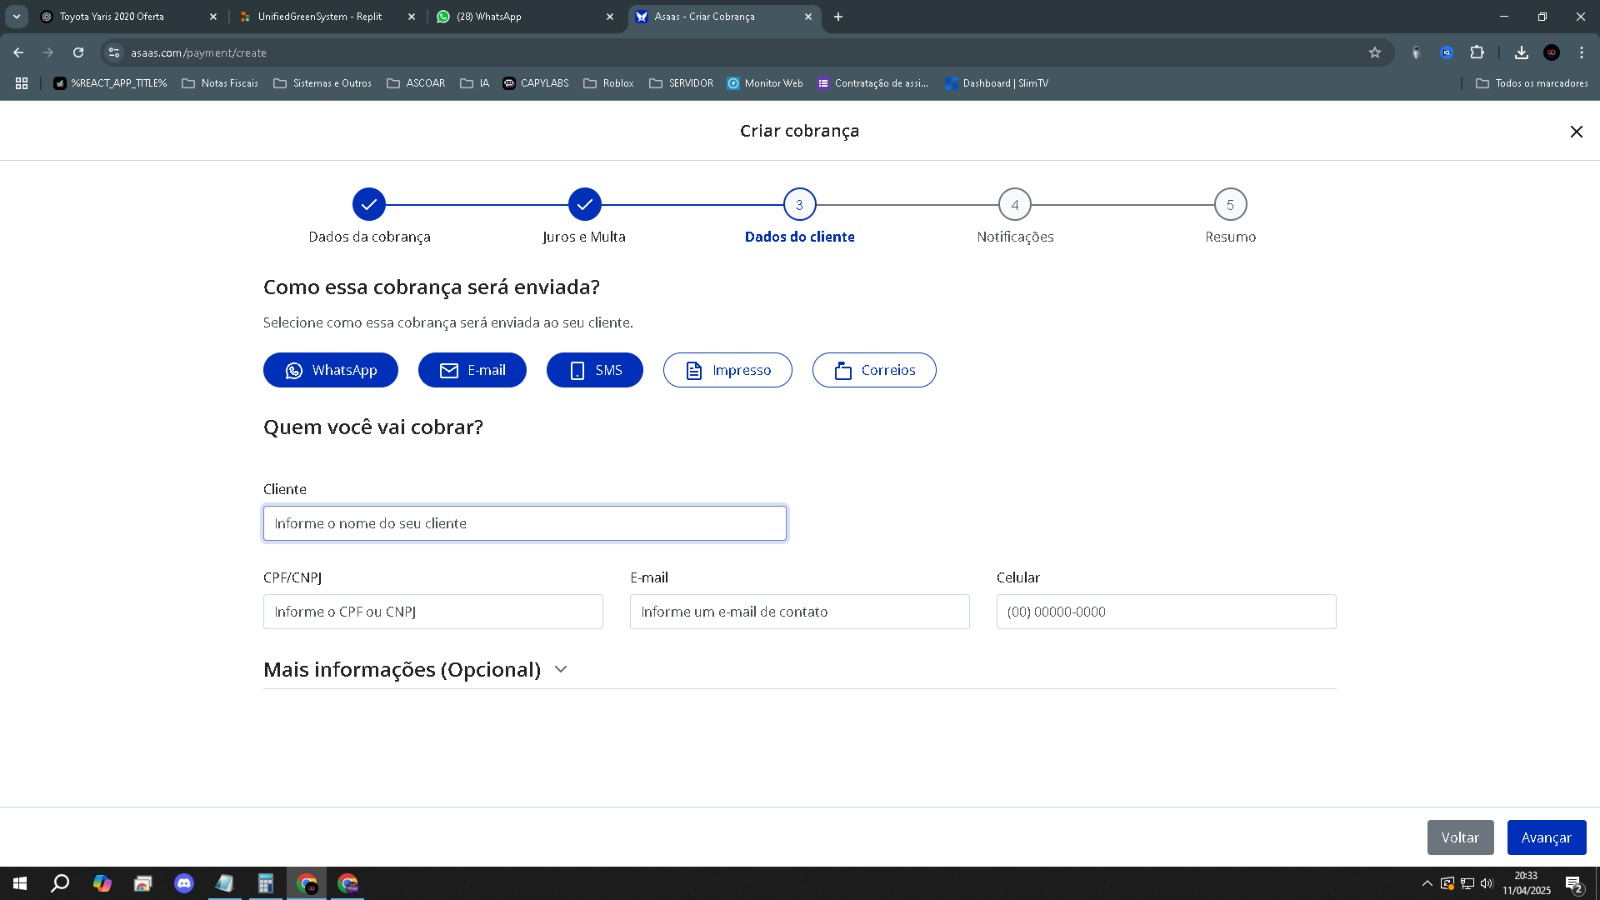 Toyota Yaris 2020 Oferta
UnifiedGreenSystem - Replit
(28) WhatsApp
Asaas - Criar Cobrança
asaas.com/payment/create
%REACT_APP_TITLE%
Notas Fiscais
Sistemas e Outros
ASCOAR
IA
CAPYLABS
Roblox
SERVIDOR
Monitor Web
Contratação de assi...
Dashboard | SlimTV
Todos os marcadores
Criar cobrança
3
4
5
Dados da cobrança
Juros e Multa
Dados do cliente
Notificações
Resumo
Como essa cobrança será enviada?
Selecione como essa cobrança será enviada ao seu cliente.
WhatsApp
E-mail
SMS
Impresso
Correios
Quem você vai cobrar?
Cliente
Informe o nome do seu cliente
CPF/CNPJ
E-mail
Celular
Informe o CPF ou CNPJ
Informe um e-mail de contato
(00) 00000-0000
Mais informações (Opcional)
Voltar
Avançar
20:33
11/04/2025
2